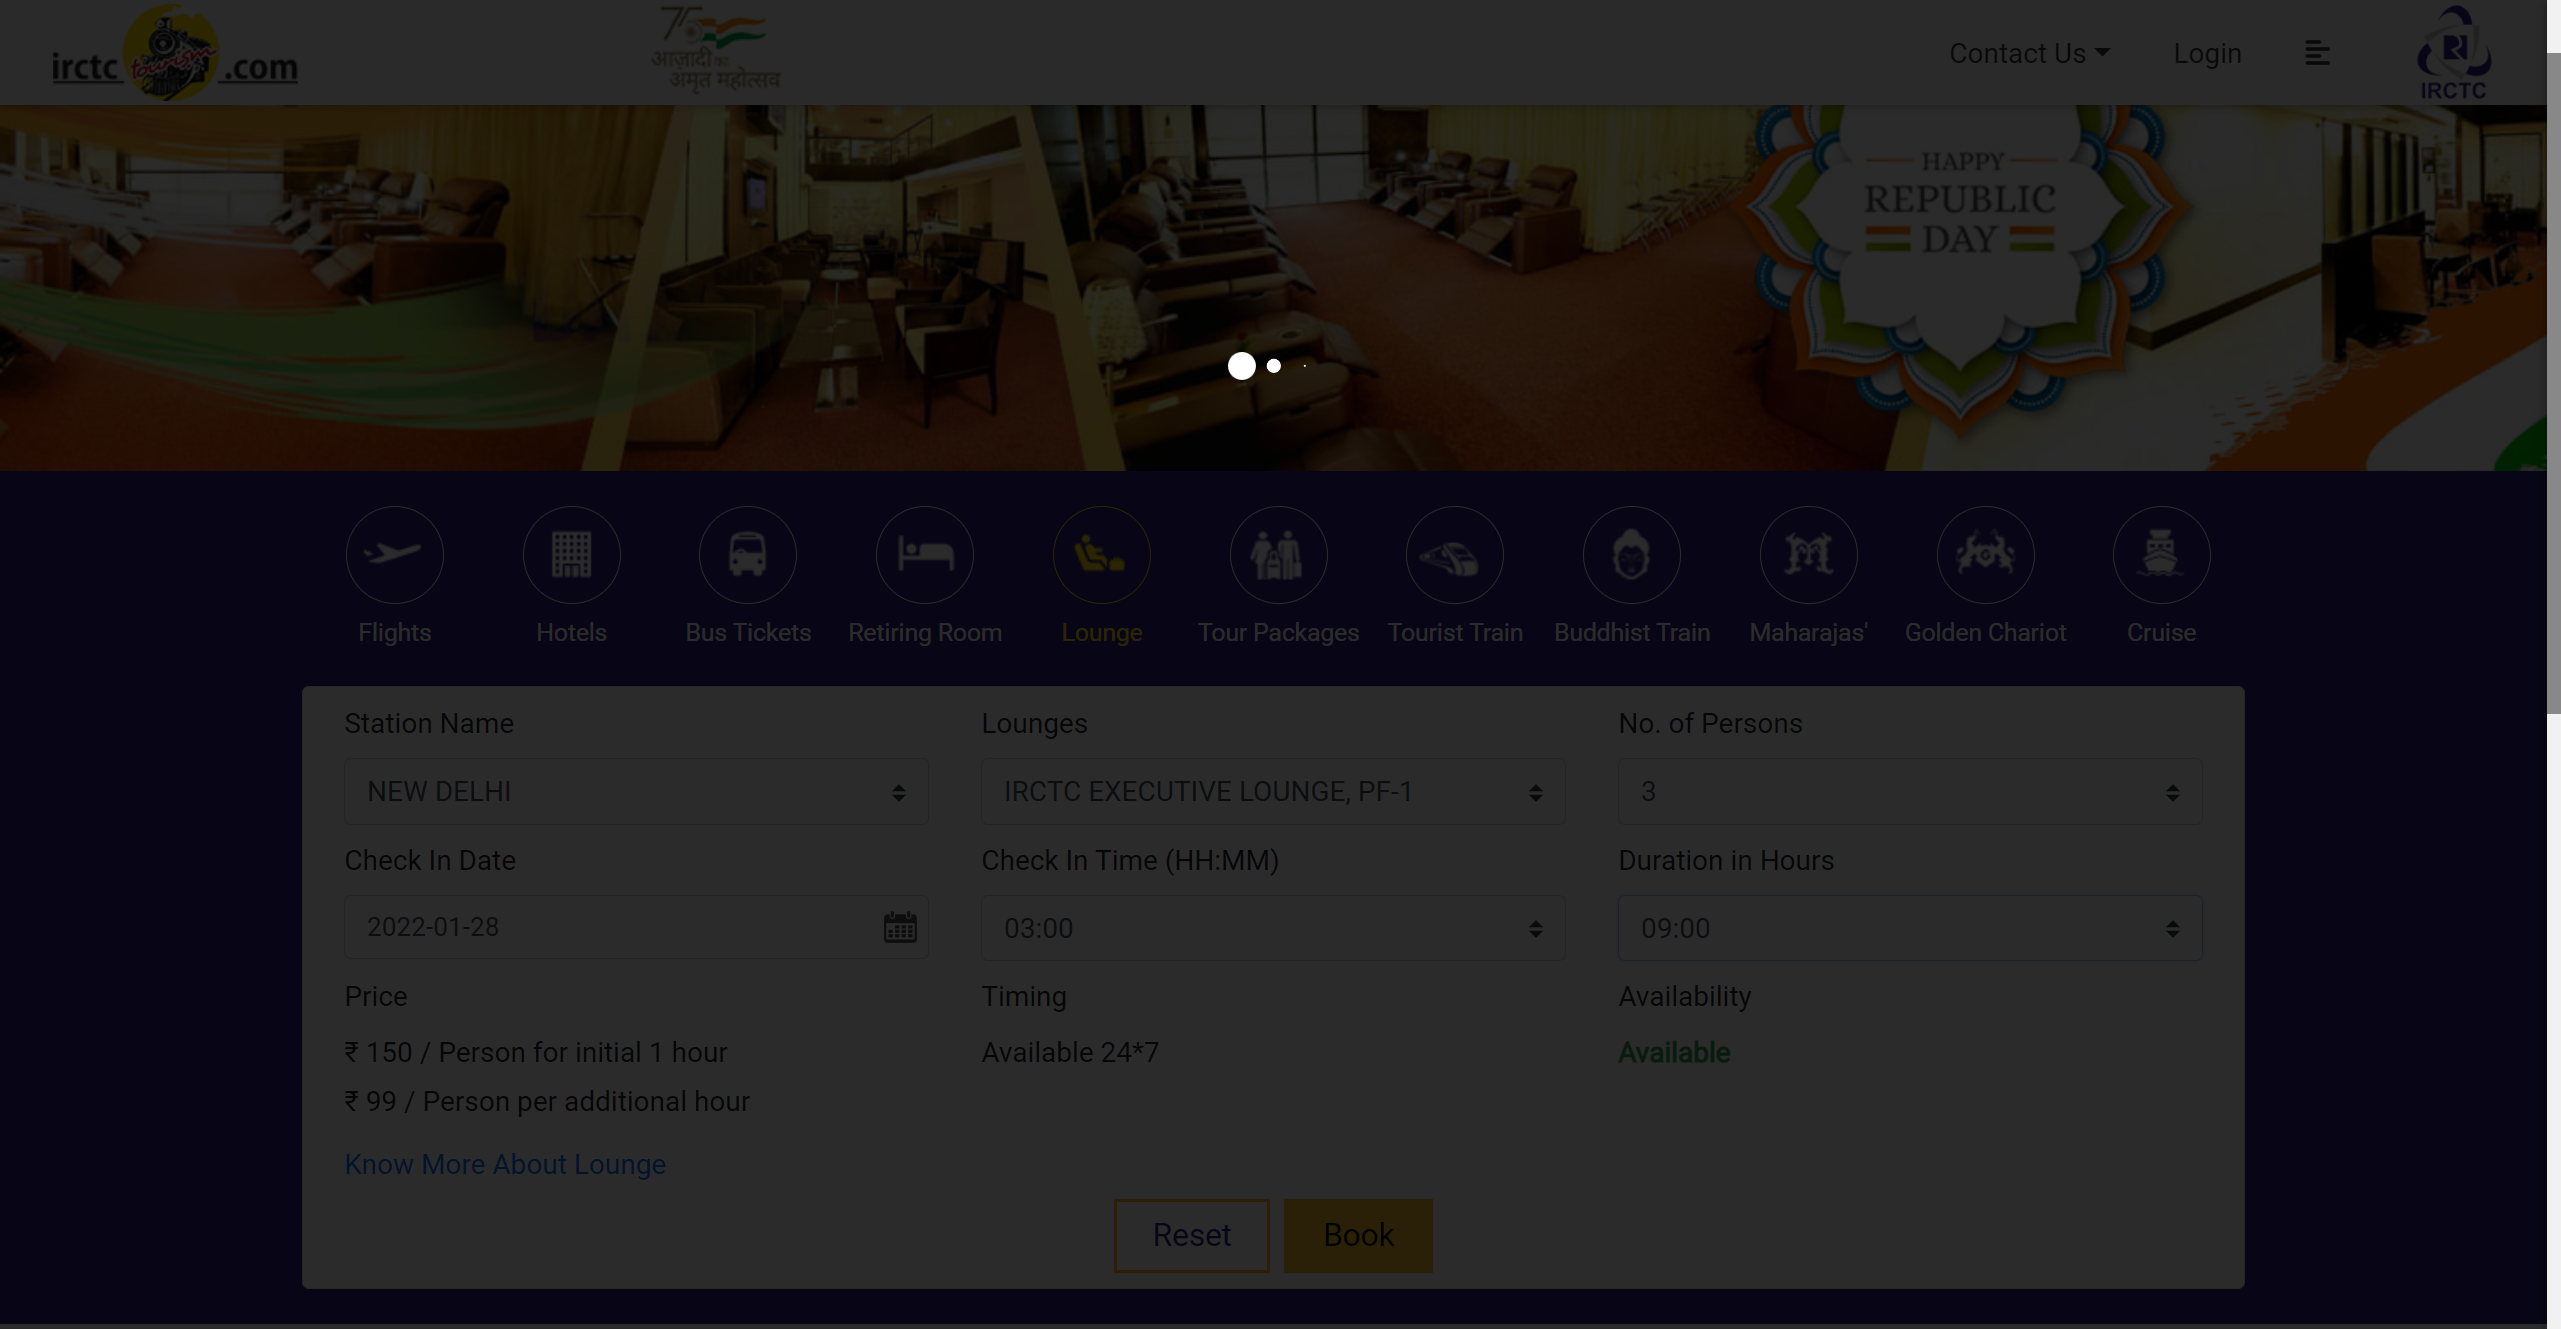 irctc tourism .com
75
आज़ादी का
अमृत महोत्सव
Contact Us
Login
IRCTC
HAPPY
REPUBLIC
DAY
Flights
Hotels
Bus Tickets
Retiring Room
Lounge
Tour Packages
Tourist Train
Buddhist Train
Maharajas'
Golden Chariot
Cruise
Station Name
Lounges
No. of Persons
NEW DELHI
IRCTC EXECUTIVE LOUNGE, PF-1
3
Check In Date
Check In Time (HH:MM)
Duration in Hours
2022-01-28
03:00
09:00
Price
Timing
Availability
₹ 150 / Person for initial 1 hour
Available 24*7
Available
₹ 99 / Person per additional hour
Know More About Lounge
Reset
Book